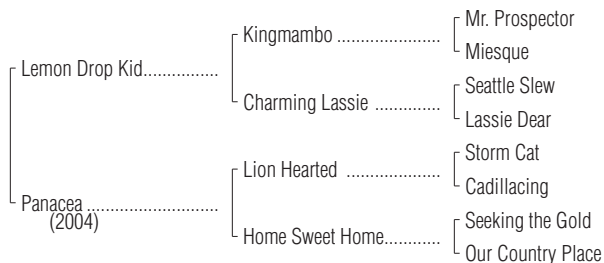 Mr. Prospector
Kingmambo ......................
Miesque
Lemon Drop Kid................
Seattle Slew
Charming Lassie ..............
Lassie Dear
Storm Cat
Lion Hearted ....................
Cadillacing
Panacea ............................
(2004)
Seeking the Gold
Home Sweet Home............
Our Country Place